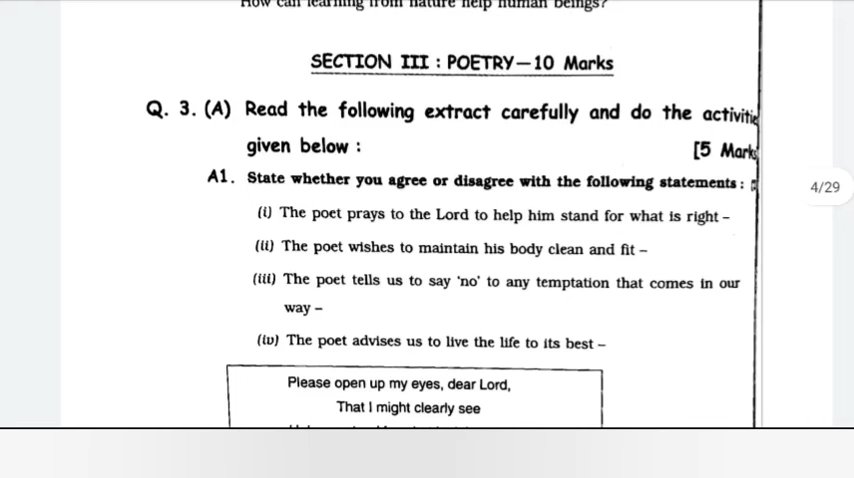 How can learning from nature help human beings?
SECTION III : POETRY—10 Marks
Q. 3. (A) Read the following extract carefully and do the activitie
given below : [5 Marks
A1. State whether you agree or disagree with the following statements :
4/29
(i) The poet prays to the Lord to help him stand for what is right –
(ii) The poet wishes to maintain his body clean and fit –
(iii) The poet tells us to say 'no' to any temptation that comes in our
way –
(iv) The poet advises us to live the life to its best –
Please open up my eyes, dear Lord,
That I might clearly see